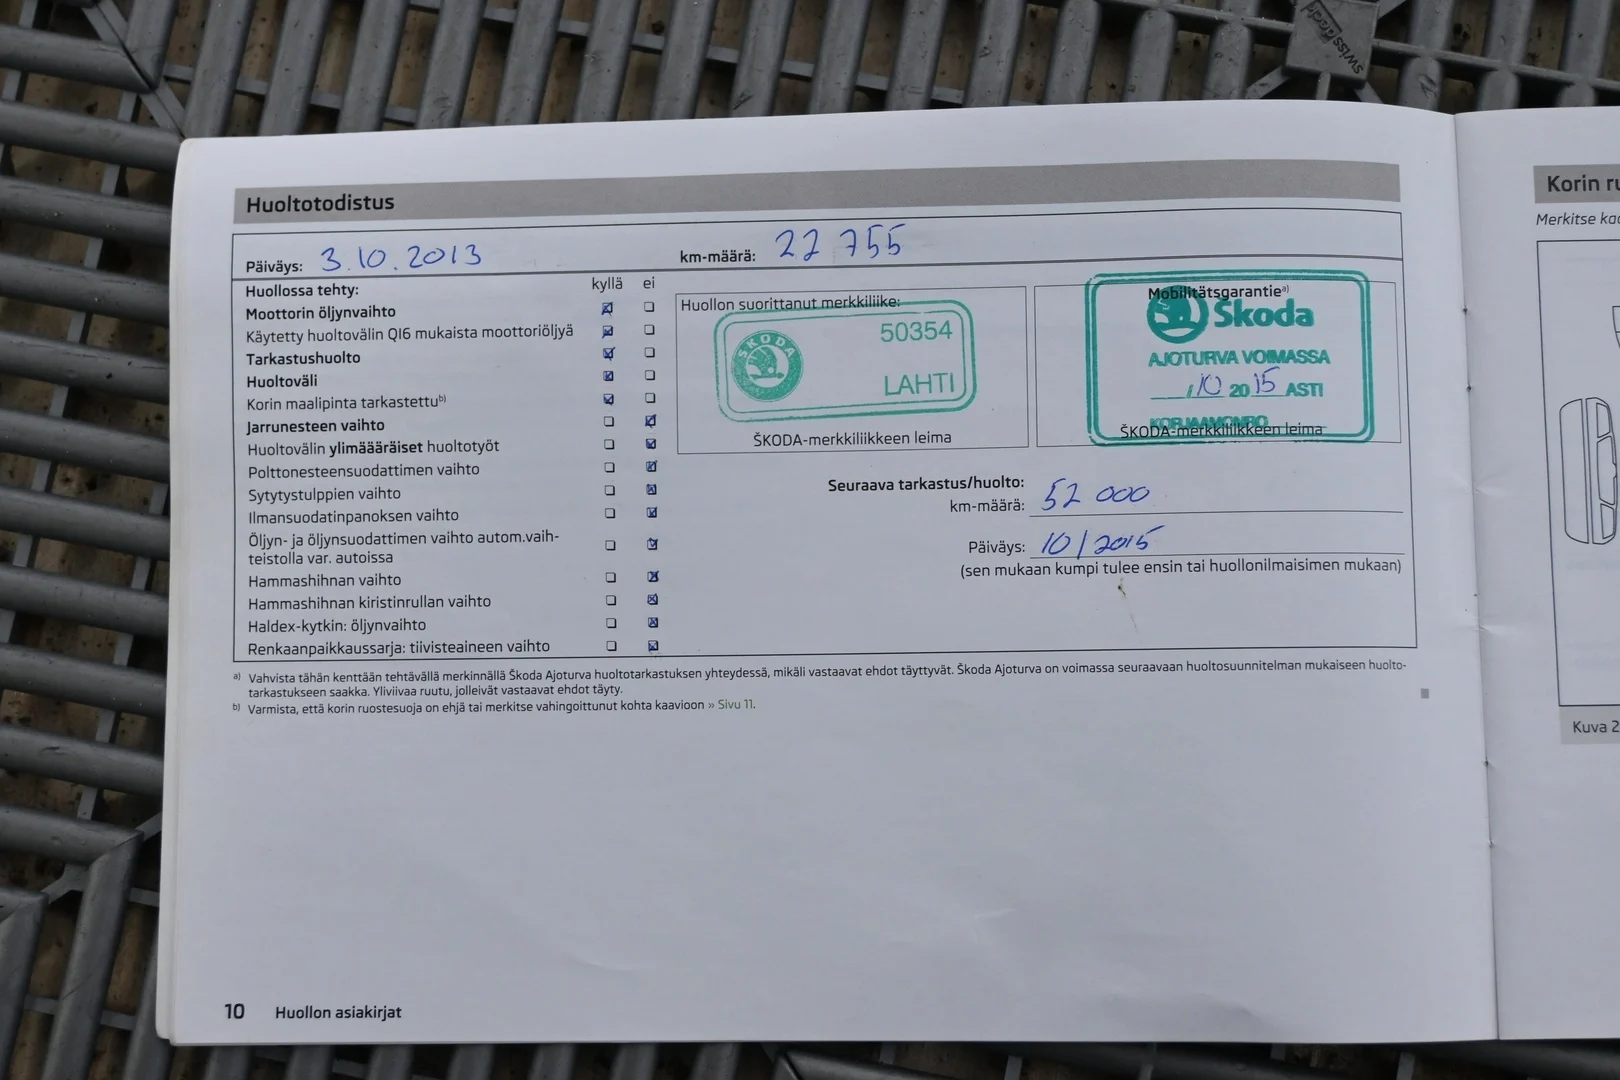 swissdeck
Huoltotodistus
Päiväys: 3.10.2013
km-määrä: 22 755
Huollossa tehty: kyllä ei
Moottorin öljynvaihto
Käytetty huoltovälin QI6 mukaista moottoriöljyä
Tarkastushuolto
Huoltoväli
Korin maalipinta tarkastettu b)
Jarrunesteen vaihto
Huoltovälin ylimäääräiset huoltotyöt
Polttonesteensuodattimen vaihto
Sytytystulppien vaihto
Ilmansuodatinpanoksen vaihto
Öljyn- ja öljynsuodattimen vaihto autom.vaih-
teistolla var. autoissa
Hammashihnan vaihto
Hammashihnan kiristinrullan vaihto
Haldex-kytkin: öljynvaihto
Renkaanpaikkaussarja: tiivisteaineen vaihto
Huollon suorittanut merkkiliike:
SKODA
50354
LAHTI
ŠKODA-merkkiliikkeen leima
Mobilitätsgarantie a)
Škoda
AJOTURVA VOIMASSA
/10 2015 ASTI
KORJAAMONRO
ŠKODA-merkkiliikkeen leima
Seuraava tarkastus/huolto:
km-määrä: 52 000
Päiväys: 10/2015
(sen mukaan kumpi tulee ensin tai huollonilmaisimen mukaan)
a) Vahvista tähän kenttään tehtävällä merkinnällä Škoda Ajoturva huoltotarkastuksen yhteydessä, mikäli vastaavat ehdot täyttyvät. Škoda Ajoturva on voimassa seuraavaan huoltosuunnitelman mukaiseen huolto-
tarkastukseen saakka. Yliviivaa ruutu, jolleivät vastaavat ehdot täyty.
b) Varmista, että korin ruostesuoja on ehjä tai merkitse vahingoittunut kohta kaavioon » Sivu 11.
10 Huollon asiakirjat
Korin
Merkitse
Kuva 2